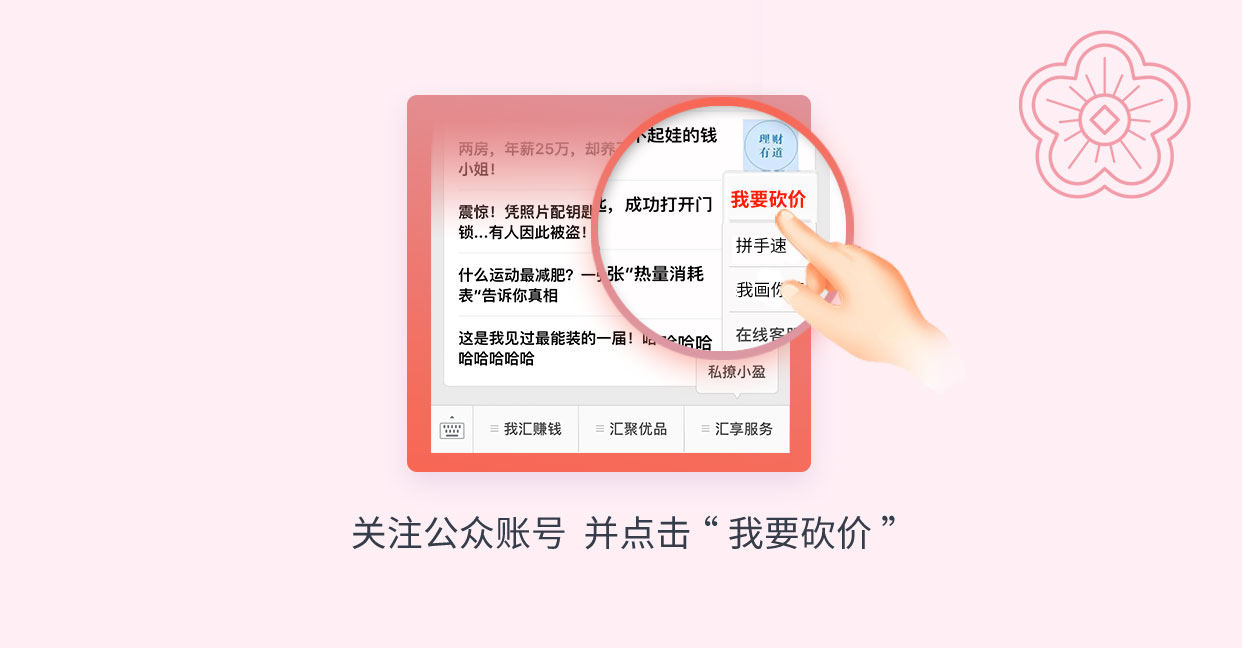 两房，年薪25万，却养不起娃的钱
小姐！
理财
有道
震惊！凭照片配钥匙，成功打开门
锁...有人因此被盗！
什么运动最减肥？一张"热量消耗
表"告诉你真相
这是我见过最能装的一届！哈哈哈哈
哈哈哈哈哈
我要砍价
拼手速
我画你
在线客服
私撩小盈
我汇赚钱
汇聚优品
汇享服务
关注公众账号 并点击 “ 我要砍价 ”